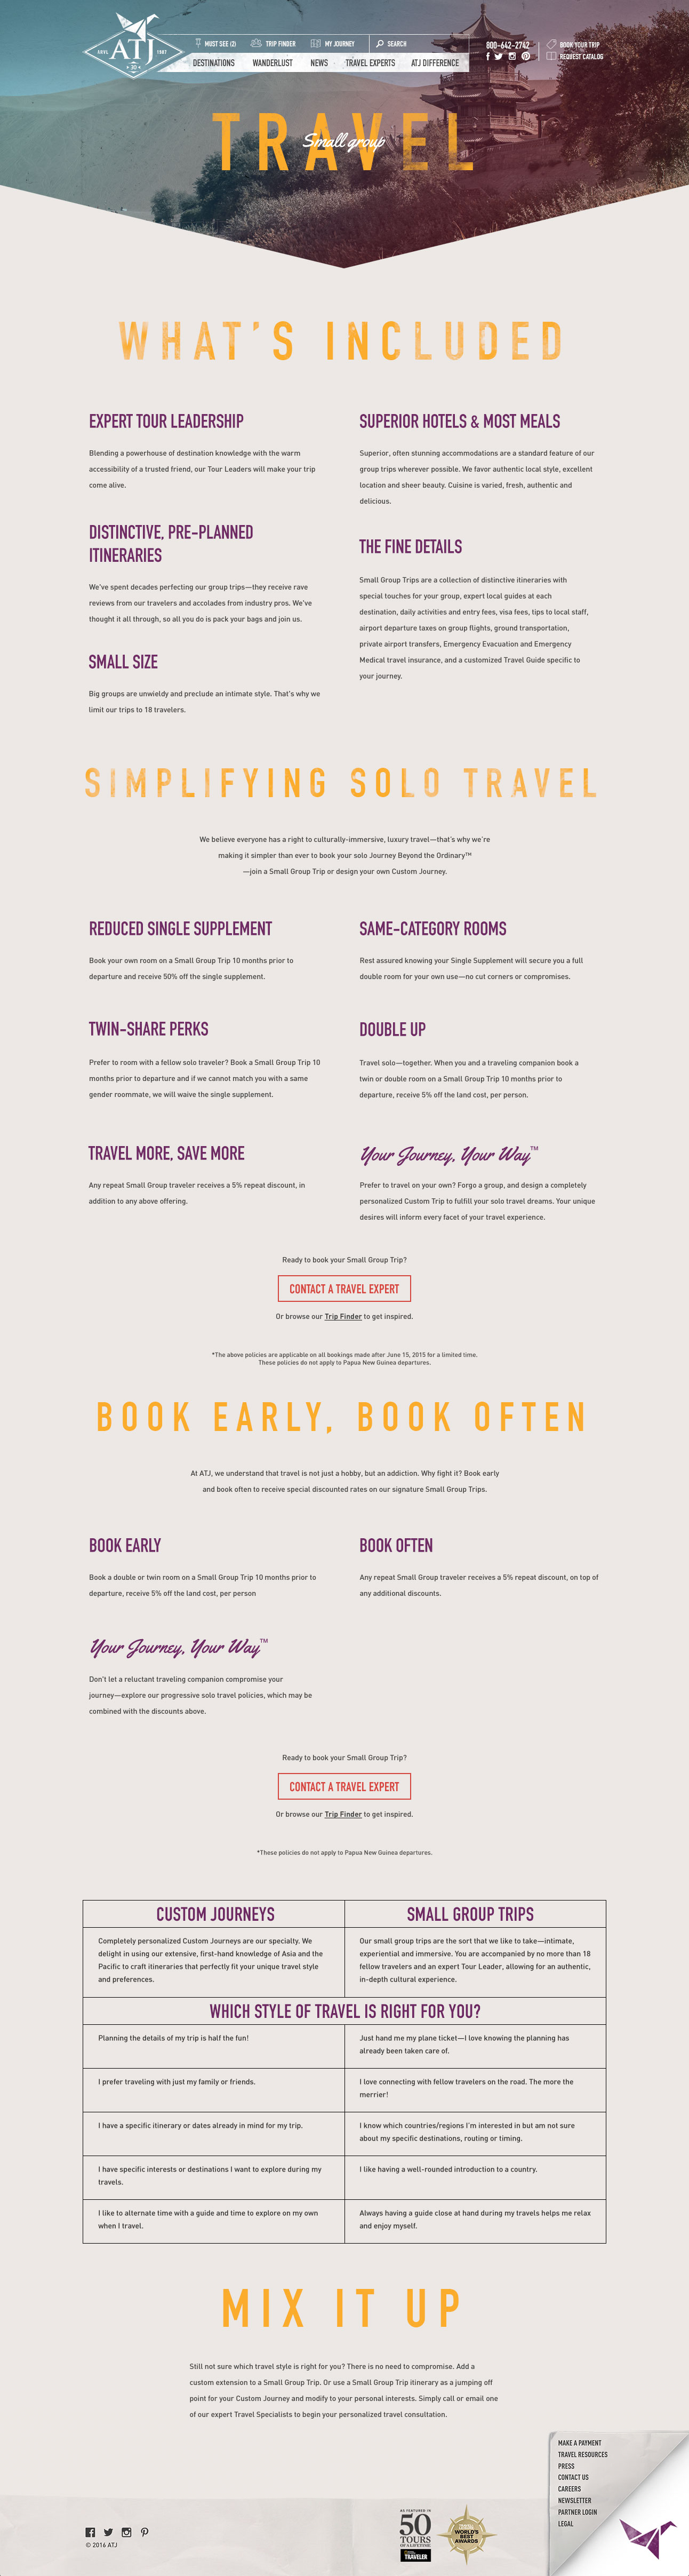 ASVL
ATJ
1987
30
MUST SEE (2)
TRIP FINDER
MY JOURNEY
SEARCH
800-642-2742
BOOK YOUR TRIP
REQUEST CATALOG
DESTINATIONS
WANDERLUST
NEWS
TRAVEL EXPERTS
ATJ DIFFERENCE
TRAVEL
Small group
WHAT'S INCLUDED
EXPERT TOUR LEADERSHIP
Blending a powerhouse of destination knowledge with the warm
accessibility of a trusted friend, our Tour Leaders will make your trip
come alive.
DISTINCTIVE, PRE-PLANNED
ITINERARIES
We've spent decades perfecting our group trips—they receive rave
reviews from our travelers and accolades from industry pros. We've
thought it all through, so all you do is pack your bags and join us.
SMALL SIZE
Big groups are unwieldy and preclude an intimate style. That's why we
limit our trips to 18 travelers.
SUPERIOR HOTELS & MOST MEALS
Superior, often stunning accommodations are a standard feature of our
group trips wherever possible. We favor authentic local style, excellent
location and sheer beauty. Cuisine is varied, fresh, authentic and
delicious.
THE FINE DETAILS
Small Group Trips are a collection of distinctive itineraries with
special touches for your group, expert local guides at each
destination, daily activities and entry fees, visa fees, tips to local staff,
airport departure taxes on group flights, ground transportation,
private airport transfers, Emergency Evacuation and Emergency
Medical travel insurance, and a customized Travel Guide specific to
your journey.
SIMPLIFYING SOLO TRAVEL
We believe everyone has a right to culturally-immersive, luxury travel—that's why we're
making it simpler than ever to book your solo Journey Beyond the Ordinary™
—join a Small Group Trip or design your own Custom Journey.
REDUCED SINGLE SUPPLEMENT
Book your own room on a Small Group Trip 10 months prior to
departure and receive 50% off the single supplement.
SAME-CATEGORY ROOMS
Rest assured knowing your Single Supplement will secure you a full
double room for your own use—no cut corners or compromises.
TWIN-SHARE PERKS
Prefer to room with a fellow solo traveler? Book a Small Group Trip 10
months prior to departure and if we cannot match you with a same
gender roommate, we will waive the single supplement.
DOUBLE UP
Travel solo—together. When you and a traveling companion book a
twin or double room on a Small Group Trip 10 months prior to
departure, receive 5% off the land cost, per person.
TRAVEL MORE, SAVE MORE
Any repeat Small Group traveler receives a 5% repeat discount, in
addition to any above offering.
Your Journey, Your Way™
Prefer to travel on your own? Forgo a group, and design a completely
personalized Custom Trip to fulfill your solo travel dreams. Your unique
desires will inform every facet of your travel experience.
Ready to book your Small Group Trip?
CONTACT A TRAVEL EXPERT
Or browse our Trip Finder to get inspired.
*The above policies are applicable on all bookings made after June 15, 2015 for a limited time.
These policies do not apply to Papua New Guinea departures.
BOOK EARLY, BOOK OFTEN
At ATJ, we understand that travel is not just a hobby, but an addiction. Why fight it? Book early
and book often to receive special discounted rates on our signature Small Group Trips.
BOOK EARLY
Book a double or twin room on a Small Group Trip 10 months prior to
departure, receive 5% off the land cost, per person
BOOK OFTEN
Any repeat Small Group traveler receives a 5% repeat discount, on top of
any additional discounts.
Your Journey, Your Way™
Don't let a reluctant traveling companion compromise your
journey—explore our progressive solo travel policies, which may be
combined with the discounts above.
Ready to book your Small Group Trip?
CONTACT A TRAVEL EXPERT
Or browse our Trip Finder to get inspired.
*These policies do not apply to Papua New Guinea departures.
CUSTOM JOURNEYS
SMALL GROUP TRIPS
Completely personalized Custom Journeys are our specialty. We
delight in using our extensive, first-hand knowledge of Asia and the
Pacific to craft itineraries that perfectly fit your unique travel style
and preferences.
Our small group trips are the sort that we like to take—intimate,
experiential and immersive. You are accompanied by no more than 18
fellow travelers and an expert Tour Leader, allowing for an authentic,
in-depth cultural experience.
WHICH STYLE OF TRAVEL IS RIGHT FOR YOU?
Planning the details of my trip is half the fun!
Just hand me my plane ticket—I love knowing the planning has
already been taken care of.
I prefer traveling with just my family or friends.
I love connecting with fellow travelers on the road. The more the
merrier!
I have a specific itinerary or dates already in mind for my trip.
I know which countries/regions I'm interested in but am not sure
about my specific destinations, routing or timing.
I have specific interests or destinations I want to explore during my
travels.
I like having a well-rounded introduction to a country.
I like to alternate time with a guide and time to explore on my own
when I travel.
Always having a guide close at hand during my travels helps me relax
and enjoy myself.
MIX IT UP
Still not sure which travel style is right for you? There is no need to compromise. Add a
custom extension to a Small Group Trip. Or use a Small Group Trip itinerary as a jumping off
point for your Custom Journey and modify to your personal interests. Simply call or email one
of our expert Travel Specialists to begin your personalized travel consultation.
MAKE A PAYMENT
TRAVEL RESOURCES
PRESS
CONTACT US
CAREERS
NEWSLETTER
PARTNER LOGIN
LEGAL
© 2016 ATJ
AS FEATURED IN
50
TOURS
OF A LIFETIME
TRAVELER
WORLD'S
BEST
AWARDS